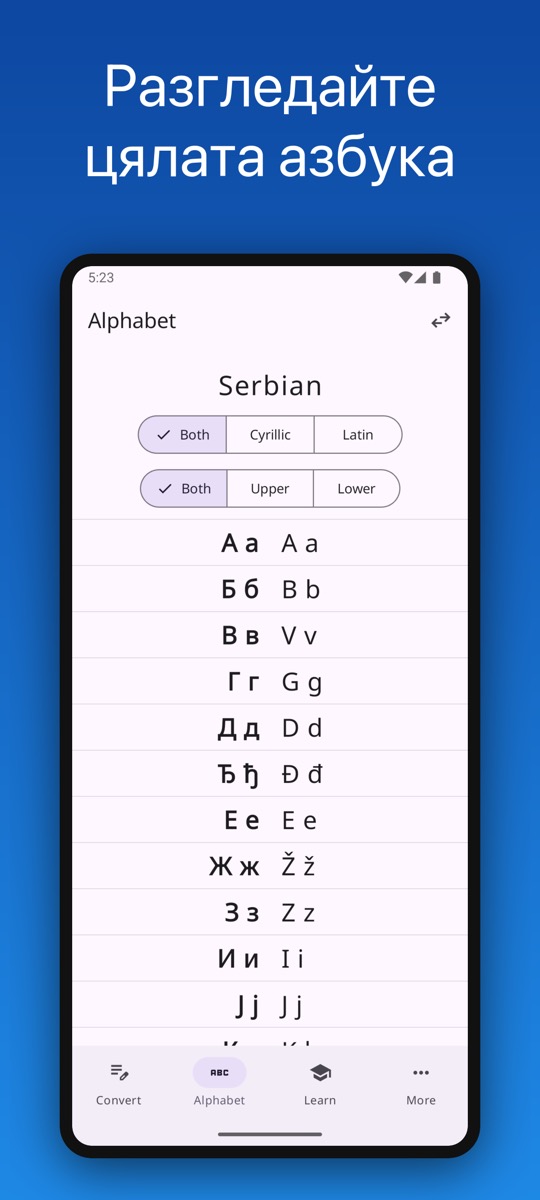 Разгледайте
цялата азбука
5:23
Alphabet
Serbian
Both Cyrillic Latin
Both Upper Lower
А а A a
Б б B b
В в V v
Г г G g
Д д D d
Ђ ђ Đ đ
Е е E e
Ж ж Ž ž
З з Z z
И и I i
Ј ј J j
ABC
Convert Alphabet Learn More